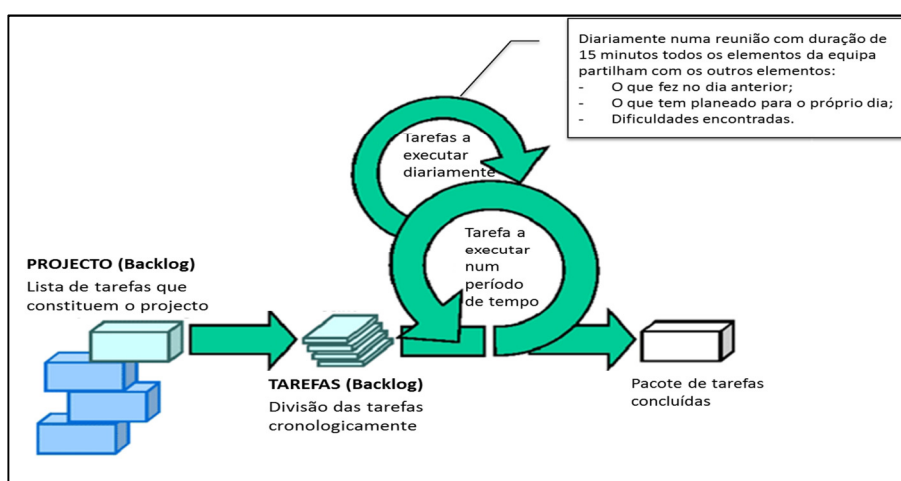 Diariamente numa reunião com duração de
15 minutos todos os elementos da equipa
partilham com os outros elementos:
- O que fez no dia anterior;
- O que tem planeado para o próprio dia;
- Dificuldades encontradas.
Tarefas a
executar
diariamente
Tarefa a
executar
num
período
de tempo
PROJECTO (Backlog)
Lista de tarefas que
constituem o projecto
TAREFAS (Backlog)
Divisão das tarefas
cronologicamente
Pacote de tarefas
concluídas